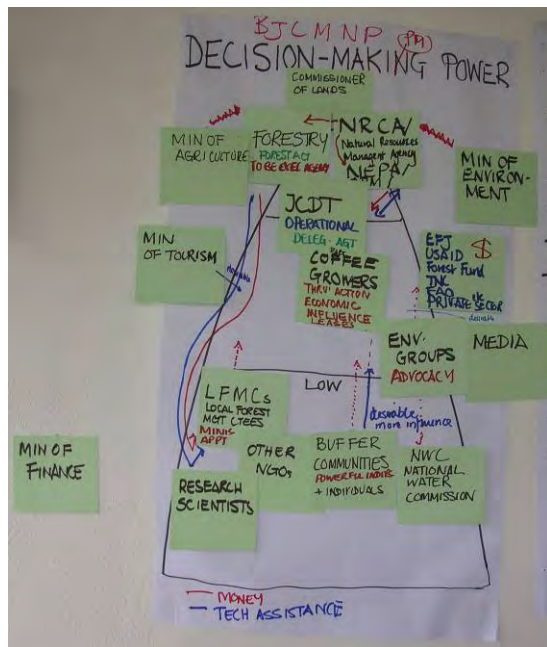 BJCMNP
DECISION-MAKING POWER
COMMISSIONER
OF LANDS
MIN OF
AGRICULTURE
FORESTRY
FOREST ACT
TO BE EXEC AGENCY
NRCA/
Natural Resources
Management Agency
NEPA/
MIN OF
ENVIRON-
MENT
JCDT
OPERATIONAL
DELEG. AGT
MIN
OF TOURISM
COFFEE
GROWERS
THRU' ACTION
ECONOMIC
INFLUENCE
LEASES
EFJ $
USAID
Forest Fund
TNC
FAO
PRIVATE SECTOR
ENV.
GROUPS
ADVOCACY
MEDIA
LOW
LFMCs
LOCAL FOREST
MGT CTEES
MINIS
APPT
desirable
more influence
MIN OF
FINANCE
OTHER
NGOs
BUFFER
COMMUNITIES
POWERFUL INDIVS
+ INDIVIDUALS
NWC
NATIONAL
WATER
COMMISSION
RESEARCH
SCIENTISTS
MONEY
TECH ASSISTANCE